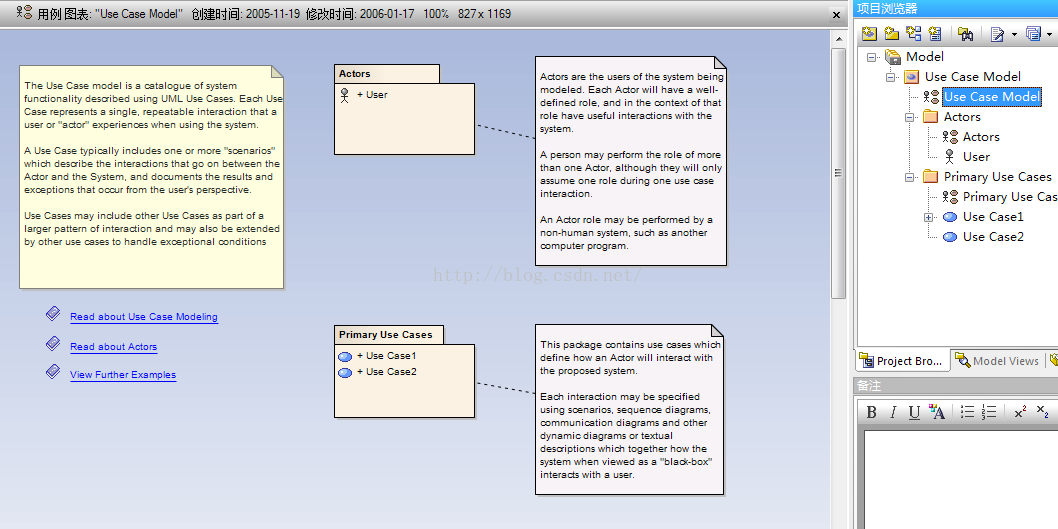 用例 图表: "Use Case Model" 创建时间: 2005-11-19 修改时间: 2006-01-17 100% 827 x 1169
The Use Case model is a catalogue of system
functionality described using UML Use Cases. Each Use
Case represents a single, repeatable interaction that a
user or "actor" experiences when using the system.
A Use Case typically includes one or more "scenarios"
which describe the interactions that go on between the
Actor and the System, and documents the results and
exceptions that occur from the user's perspective.
Use Cases may include other Use Cases as part of a
larger pattern of interaction and may also be extended
by other use cases to handle exceptional conditions
Read about Use Case Modeling
Read about Actors
View Further Examples
Actors
+ User
Actors are the users of the system being
modeled. Each Actor will have a well-
defined role, and in the context of that
role have useful interactions with the
system.
A person may perform the role of more
than one Actor, although they will only
assume one role during one use case
interaction.
An Actor role may be performed by a
non-human system, such as another
computer program.
http://blog.csdn.net/
Primary Use Cases
+ Use Case1
+ Use Case2
This package contains use cases which
define how an Actor will interact with
the proposed system.
Each interaction may be specified
using scenarios, sequence diagrams,
communication diagrams and other
dynamic diagrams or textual
descriptions which together how the
system when viewed as a "black-box"
interacts with a user.
项目浏览器
Model
Use Case Model
Use Case Model
Actors
Actors
User
Primary Use Cases
Primary Use Cas
Use Case1
Use Case2
Project Bro...
Model Views
备注
B I U A x² x₂